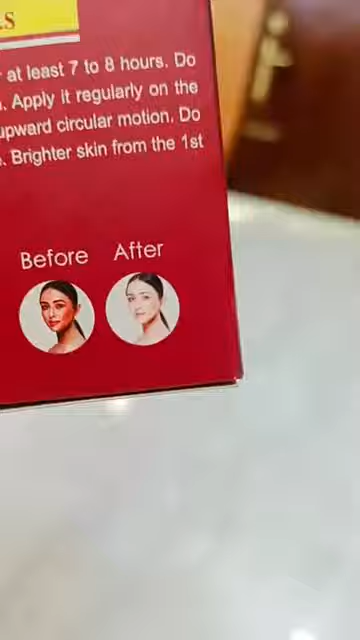 at least 7 to 8 hours. Do
Apply it regularly on the
upward circular motion. Do
Brighter skin from the 1st
Before After